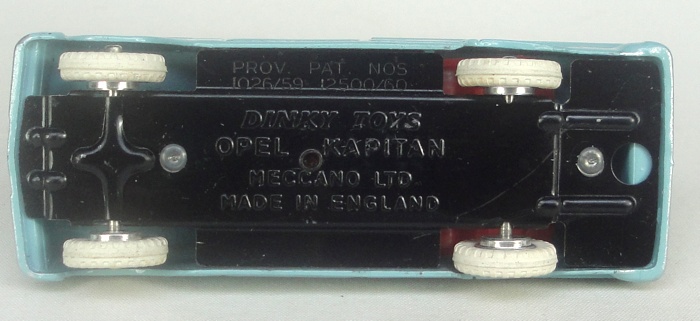 PROV. PAT. NOS
1026/59 12500/60
DINKY TOYS
OPEL KAPITAN
MECCANO LTD
MADE IN ENGLAND